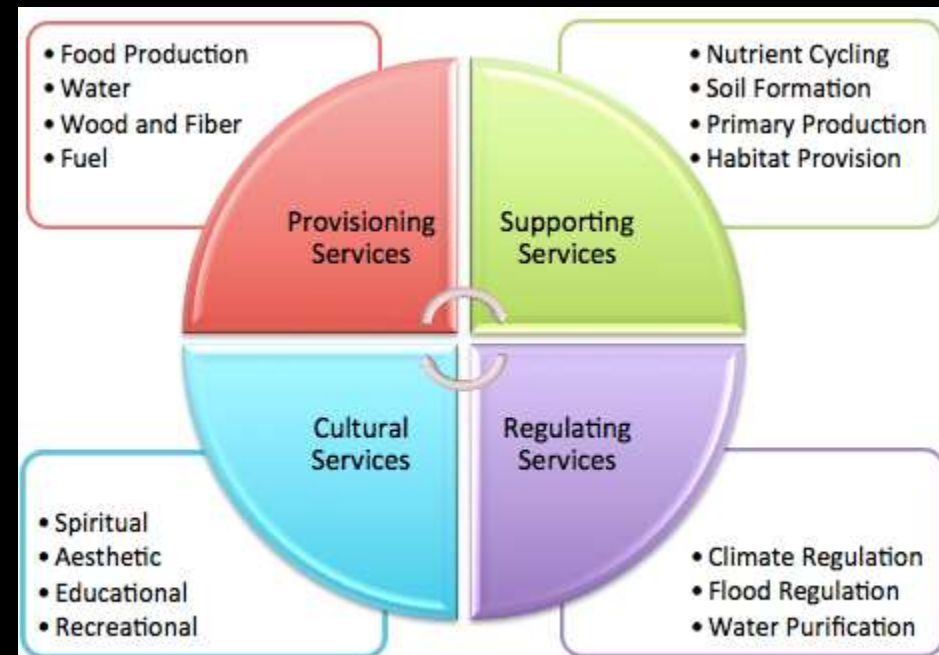 • Food Production
• Water
• Wood and Fiber
• Fuel
• Nutrient Cycling
• Soil Formation
• Primary Production
• Habitat Provision
Provisioning
Services
Supporting
Services
Cultural
Services
Regulating
Services
• Spiritual
• Aesthetic
• Educational
• Recreational
• Climate Regulation
• Flood Regulation
• Water Purification